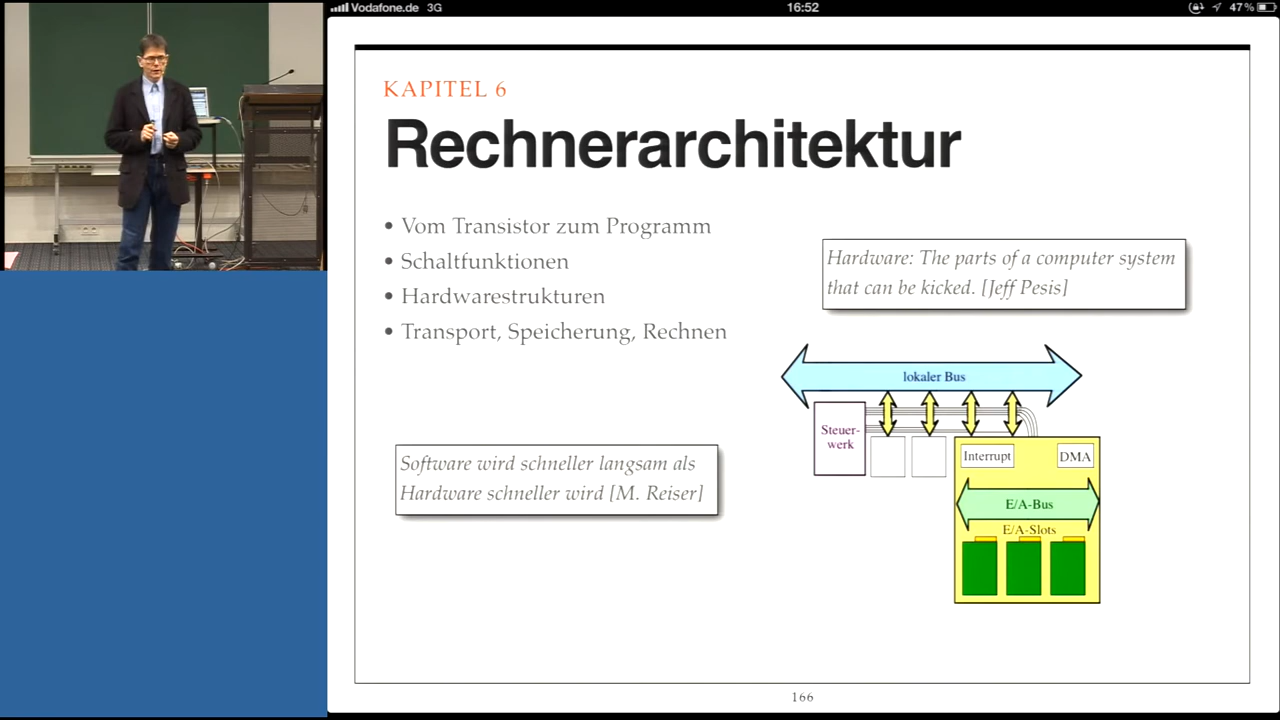 Vodafone.de 3G 16:52 47%
KAPITEL 6
Rechnerarchitektur
• Vom Transistor zum Programm
• Schaltfunktionen
• Hardwarestrukturen
• Transport, Speicherung, Rechnen
Hardware: The parts of a computer system
that can be kicked. [Jeff Pesis]
lokaler Bus
Steuer-
werk
Interrupt DMA
E/A-Bus
E/A-Slots
Software wird schneller langsam als
Hardware schneller wird [M. Reiser]
166